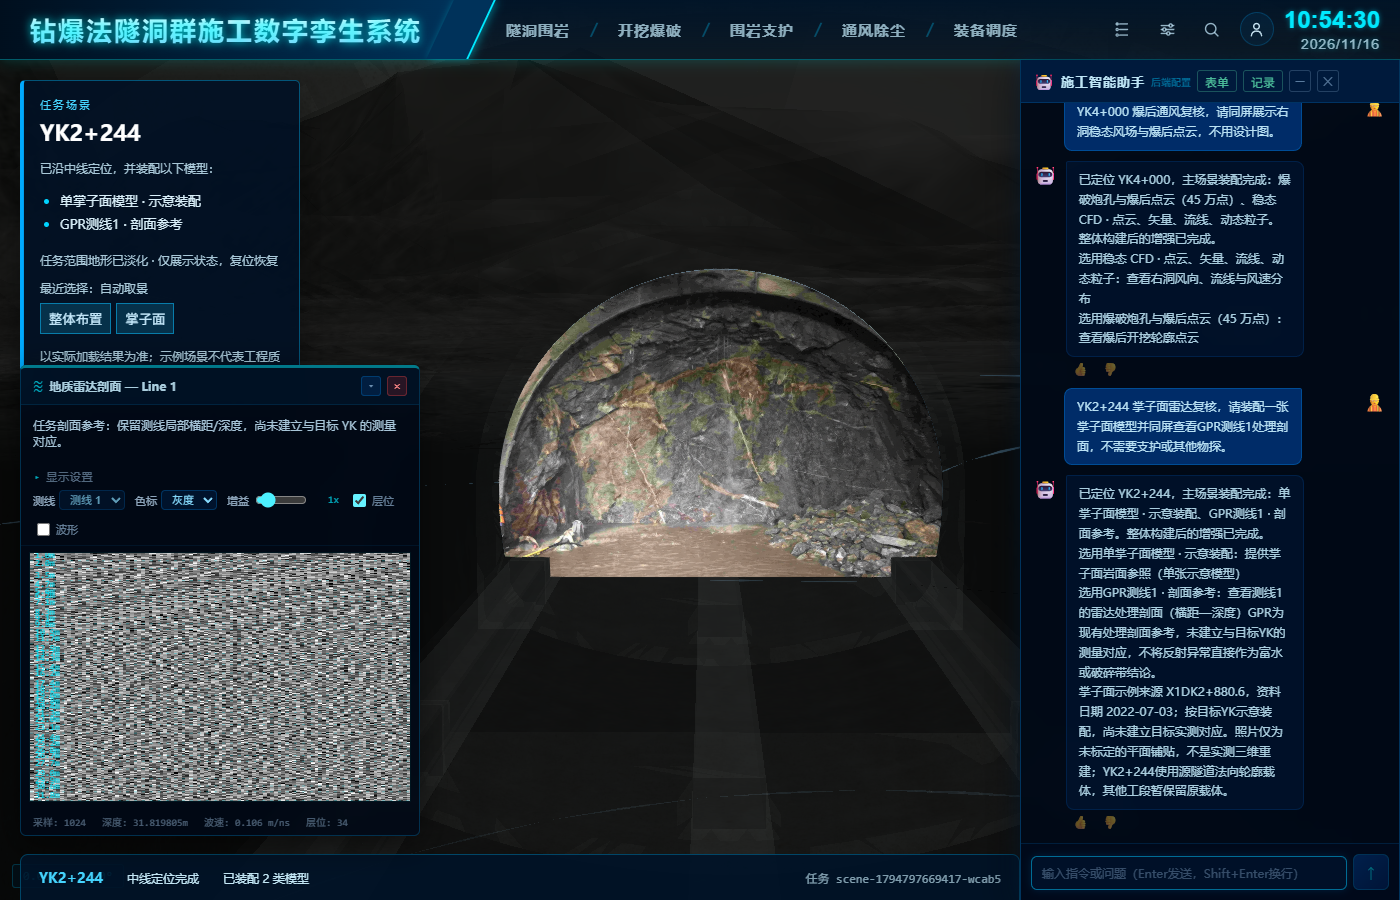 钻爆法隧洞群施工数字孪生系统
隧洞围岩 / 开挖爆破 / 围岩支护 / 通风除尘 / 装备调度
10:54:30
2026/11/16
任务场景
YK2+244
已沿中线定位，并装配以下模型：
单掌子面模型 · 示意装配
GPR测线1 · 剖面参考
任务范围地形已淡化 · 仅展示状态，复位恢复
最近选择：自动取景
整体布置 掌子面
以实际加载结果为准；示例场景不代表工程质
地质雷达剖面 — Line 1
任务剖面参考：保留测线局部横距/深度，尚未建立与目标 YK 的测量
对应。
显示设置
测线 测线 1 色标 灰度 增益 1x 层位
波形
采样: 1024 深度: 31.819805m 波速: 0.106 m/ns 层位: 34
YK2+244 中线定位完成 已装配 2 类模型 任务 scene-1794797669417-wcab5
施工智能助手 后端配置 表单 记录
YK4+000 爆后通风复核，请同屏展示右
洞稳态风场与爆后点云，不用设计图。
已定位 YK4+000，主场景装配完成：爆
破炮孔与爆后点云（45 万点）、稳态
CFD · 点云、矢量、流线、动态粒子。
整体构建后的增强已完成。
选用稳态 CFD · 点云、矢量、流线、动
态粒子：查看右洞风向、流线与风速分
布
选用爆破炮孔与爆后点云（45 万点）：
查看爆后开挖轮廓点云
YK2+244 掌子面雷达复核，请装配一张
掌子面模型并同屏查看GPR测线1处理剖
面，不需要支护或其他物探。
已定位 YK2+244，主场景装配完成：单
掌子面模型 · 示意装配、GPR测线1 · 剖
面参考。整体构建后的增强已完成。
选用单掌子面模型 · 示意装配：提供掌
子面岩面参照（单张示意模型）
选用GPR测线1 · 剖面参考：查看测线1
的雷达处理剖面（横距—深度）GPR为
现有处理剖面参考，未建立与目标YK的
测量对应，不将反射异常直接作为富水
或破碎带结论。
掌子面示例来源 X1DK2+880.6，资料
日期 2022-07-03；按目标YK示意装
配，尚未建立目标实测对应。照片仅为
未标定的平面铺贴，不是实测三维重
建；YK2+244使用源隧道法向轮廓载
体，其他工段暂保留原载体。
输入指令或问题（Enter发送，Shift+Enter换行）